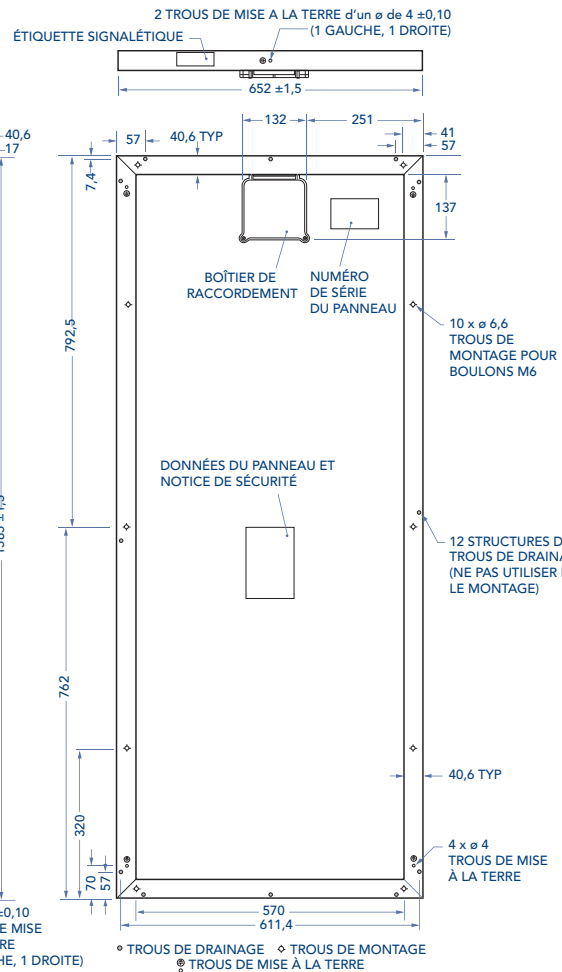 2 TROUS DE MISE A LA TERRE d'un ø de 4 ±0,10
(1 GAUCHE, 1 DROITE)
ÉTIQUETTE SIGNALÉTIQUE
652 ±1,5
132
251
40,6
17
57
40,6 TYP
41
57
7,4
137
BOÎTIER DE
RACCORDEMENT
NUMÉRO
DE SÉRIE
DU PANNEAU
792,5
10 x ø 6,6
TROUS DE
MONTAGE POUR
BOULONS M6
DONNÉES DU PANNEAU ET
NOTICE DE SÉCURITÉ
12 STRUCTURES
TROUS DE
(NE PAS UTILISER
LE MONTAGE)
762
40,6 TYP
320
4 x ø 4
TROUS DE MISE
À LA TERRE
70
57
570
611,4
±0,10
MISE
1 DROITE)
TROUS DE DRAINAGE
TROUS DE MONTAGE
TROUS DE MISE À LA TERRE